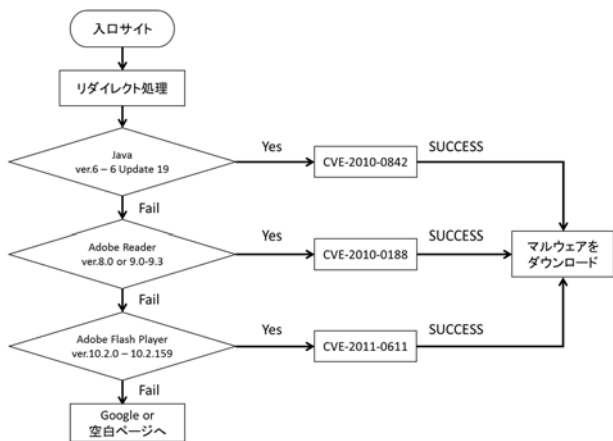 入口サイト
リダイレクト処理
Java
ver.6 – 6 Update 19
Yes
CVE-2010-0842
SUCCESS
Fail
Adobe Reader
ver.8.0 or 9.0-9.3
Yes
CVE-2010-0188
SUCCESS
マルウェアを
ダウンロード
Fail
Adobe Flash Player
ver.10.2.0 – 10.2.159
Yes
CVE-2011-0611
SUCCESS
Fail
Google or
空白ページへ